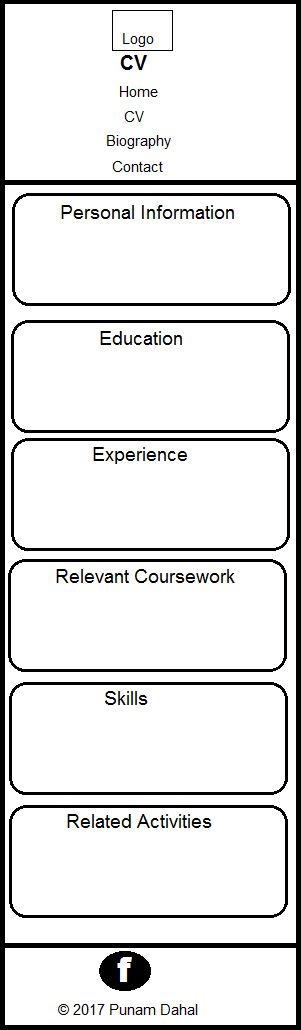 Logo
CV
Home
CV
Biography
Contact
Personal Information
Education
Experience
Relevant Coursework
Skills
Related Activities
f
© 2017 Punam Dahal